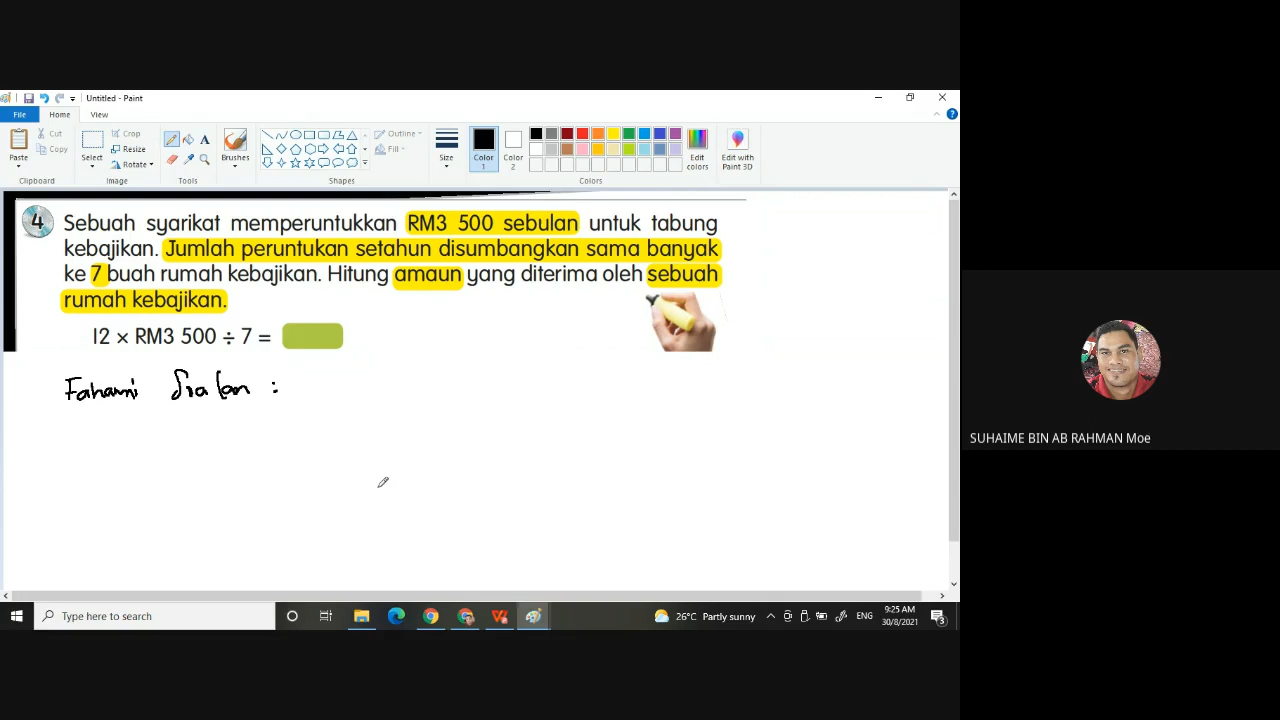 Untitled - Paint
File Home View
Paste Cut Copy Clipboard
Select Crop Resize Rotate Image
Tools
Brushes
Outline Fill Shapes
Size
Color 1 Color 2 Edit colors Edit with Paint 3D Colors
4 Sebuah syarikat memperuntukkan RM3 500 sebulan untuk tabung
kebajikan. Jumlah peruntukan setahun disumbangkan sama banyak
ke 7 buah rumah kebajikan. Hitung amaun yang diterima oleh sebuah
rumah kebajikan.
12 × RM3 500 ÷ 7 =
Fahami Soalan :
SUHAIME BIN AB RAHMAN Moe
Type here to search
26°C Partly sunny ENG 9:25 AM
30/8/2021 3